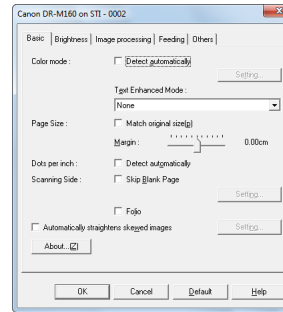 Canon DR-M160 on STI - 0002
Basic Brightness Image processing Feeding Others
Color mode : Detect automatically
Setting...
Text Enhanced Mode :
None
Page Size : Match original size(p)
Margin : 0.00cm
Dots per inch : Detect automatically
Scanning Side : Skip Blank Page
Setting...
Folio
Automatically straightens skewed images Setting...
About...(Z)
OK Cancel Default Help